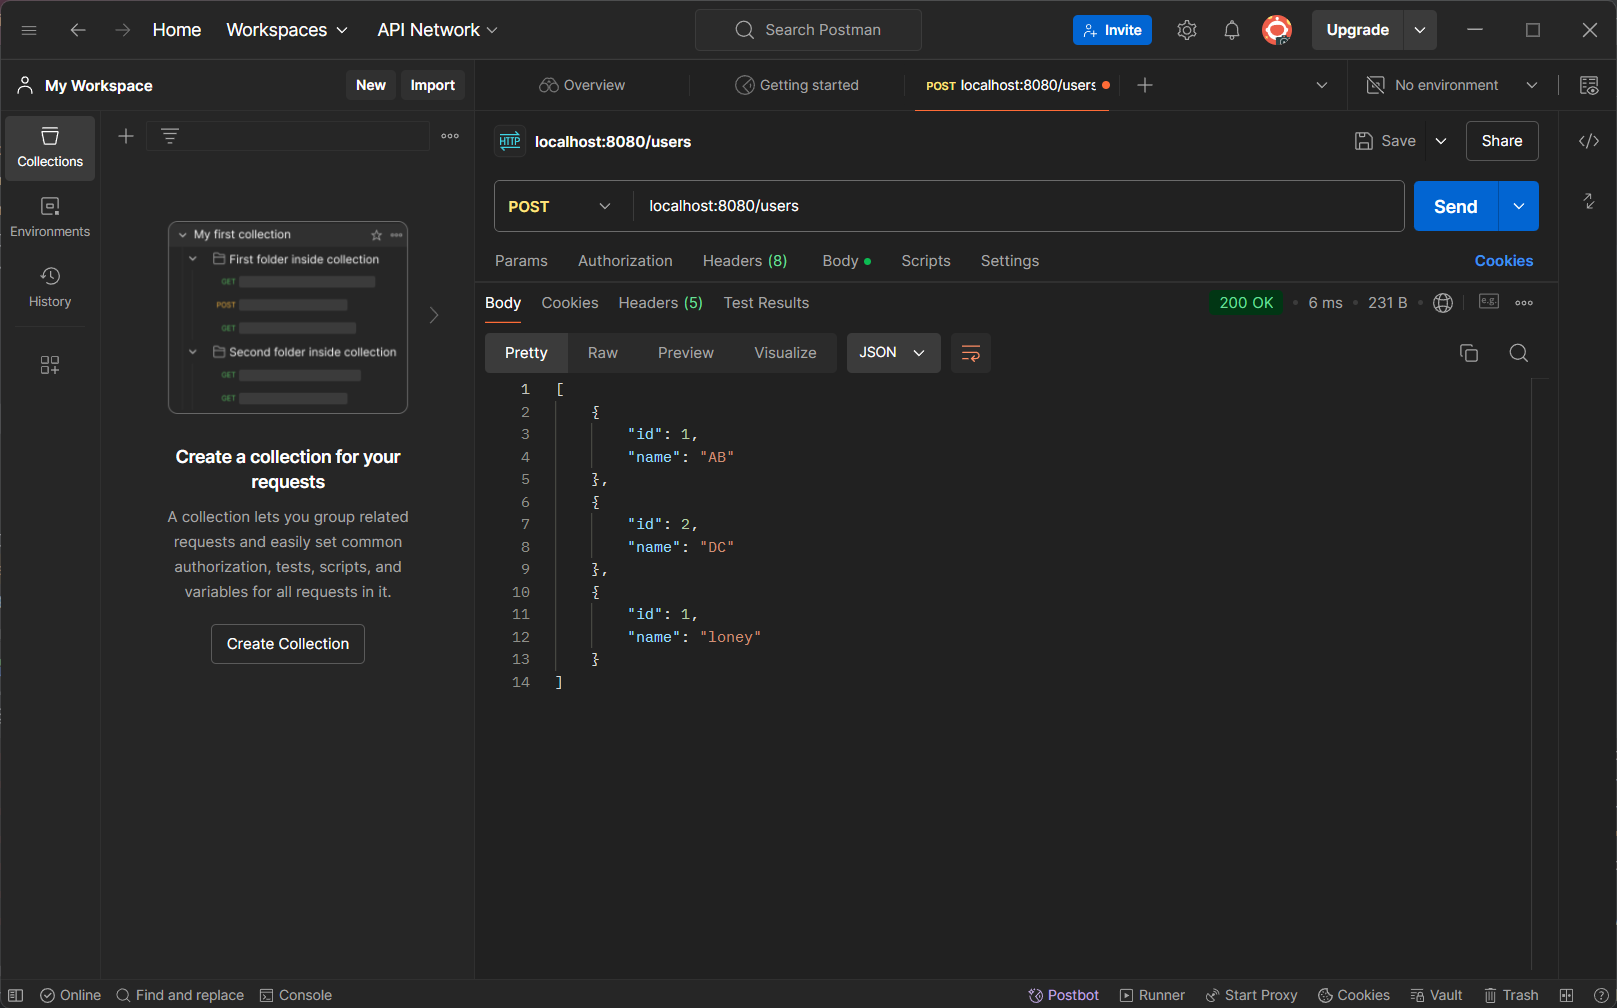 Home Workspaces API Network Search Postman Invite Upgrade
My Workspace New Import Overview Getting started POST localhost:8080/users No environment
Collections
Environments
History
My first collection
First folder inside collection
GET
POST
GET
Second folder inside collection
GET
GET
Create a collection for your
requests
A collection lets you group related
requests and easily set common
authorization, tests, scripts, and
variables for all requests in it.
Create Collection
HTTP localhost:8080/users Save Share
POST localhost:8080/users Send
Params Authorization Headers (8) Body Scripts Settings Cookies
Body Cookies Headers (5) Test Results 200 OK 6 ms 231 B e.g.
Pretty Raw Preview Visualize JSON
1 [
2 {
3 "id": 1,
4 "name": "AB"
5 },
6 {
7 "id": 2,
8 "name": "DC"
9 },
10 {
11 "id": 1,
12 "name": "loney"
13 }
14 ]
Online Find and replace Console Postbot Runner Start Proxy Cookies Vault Trash